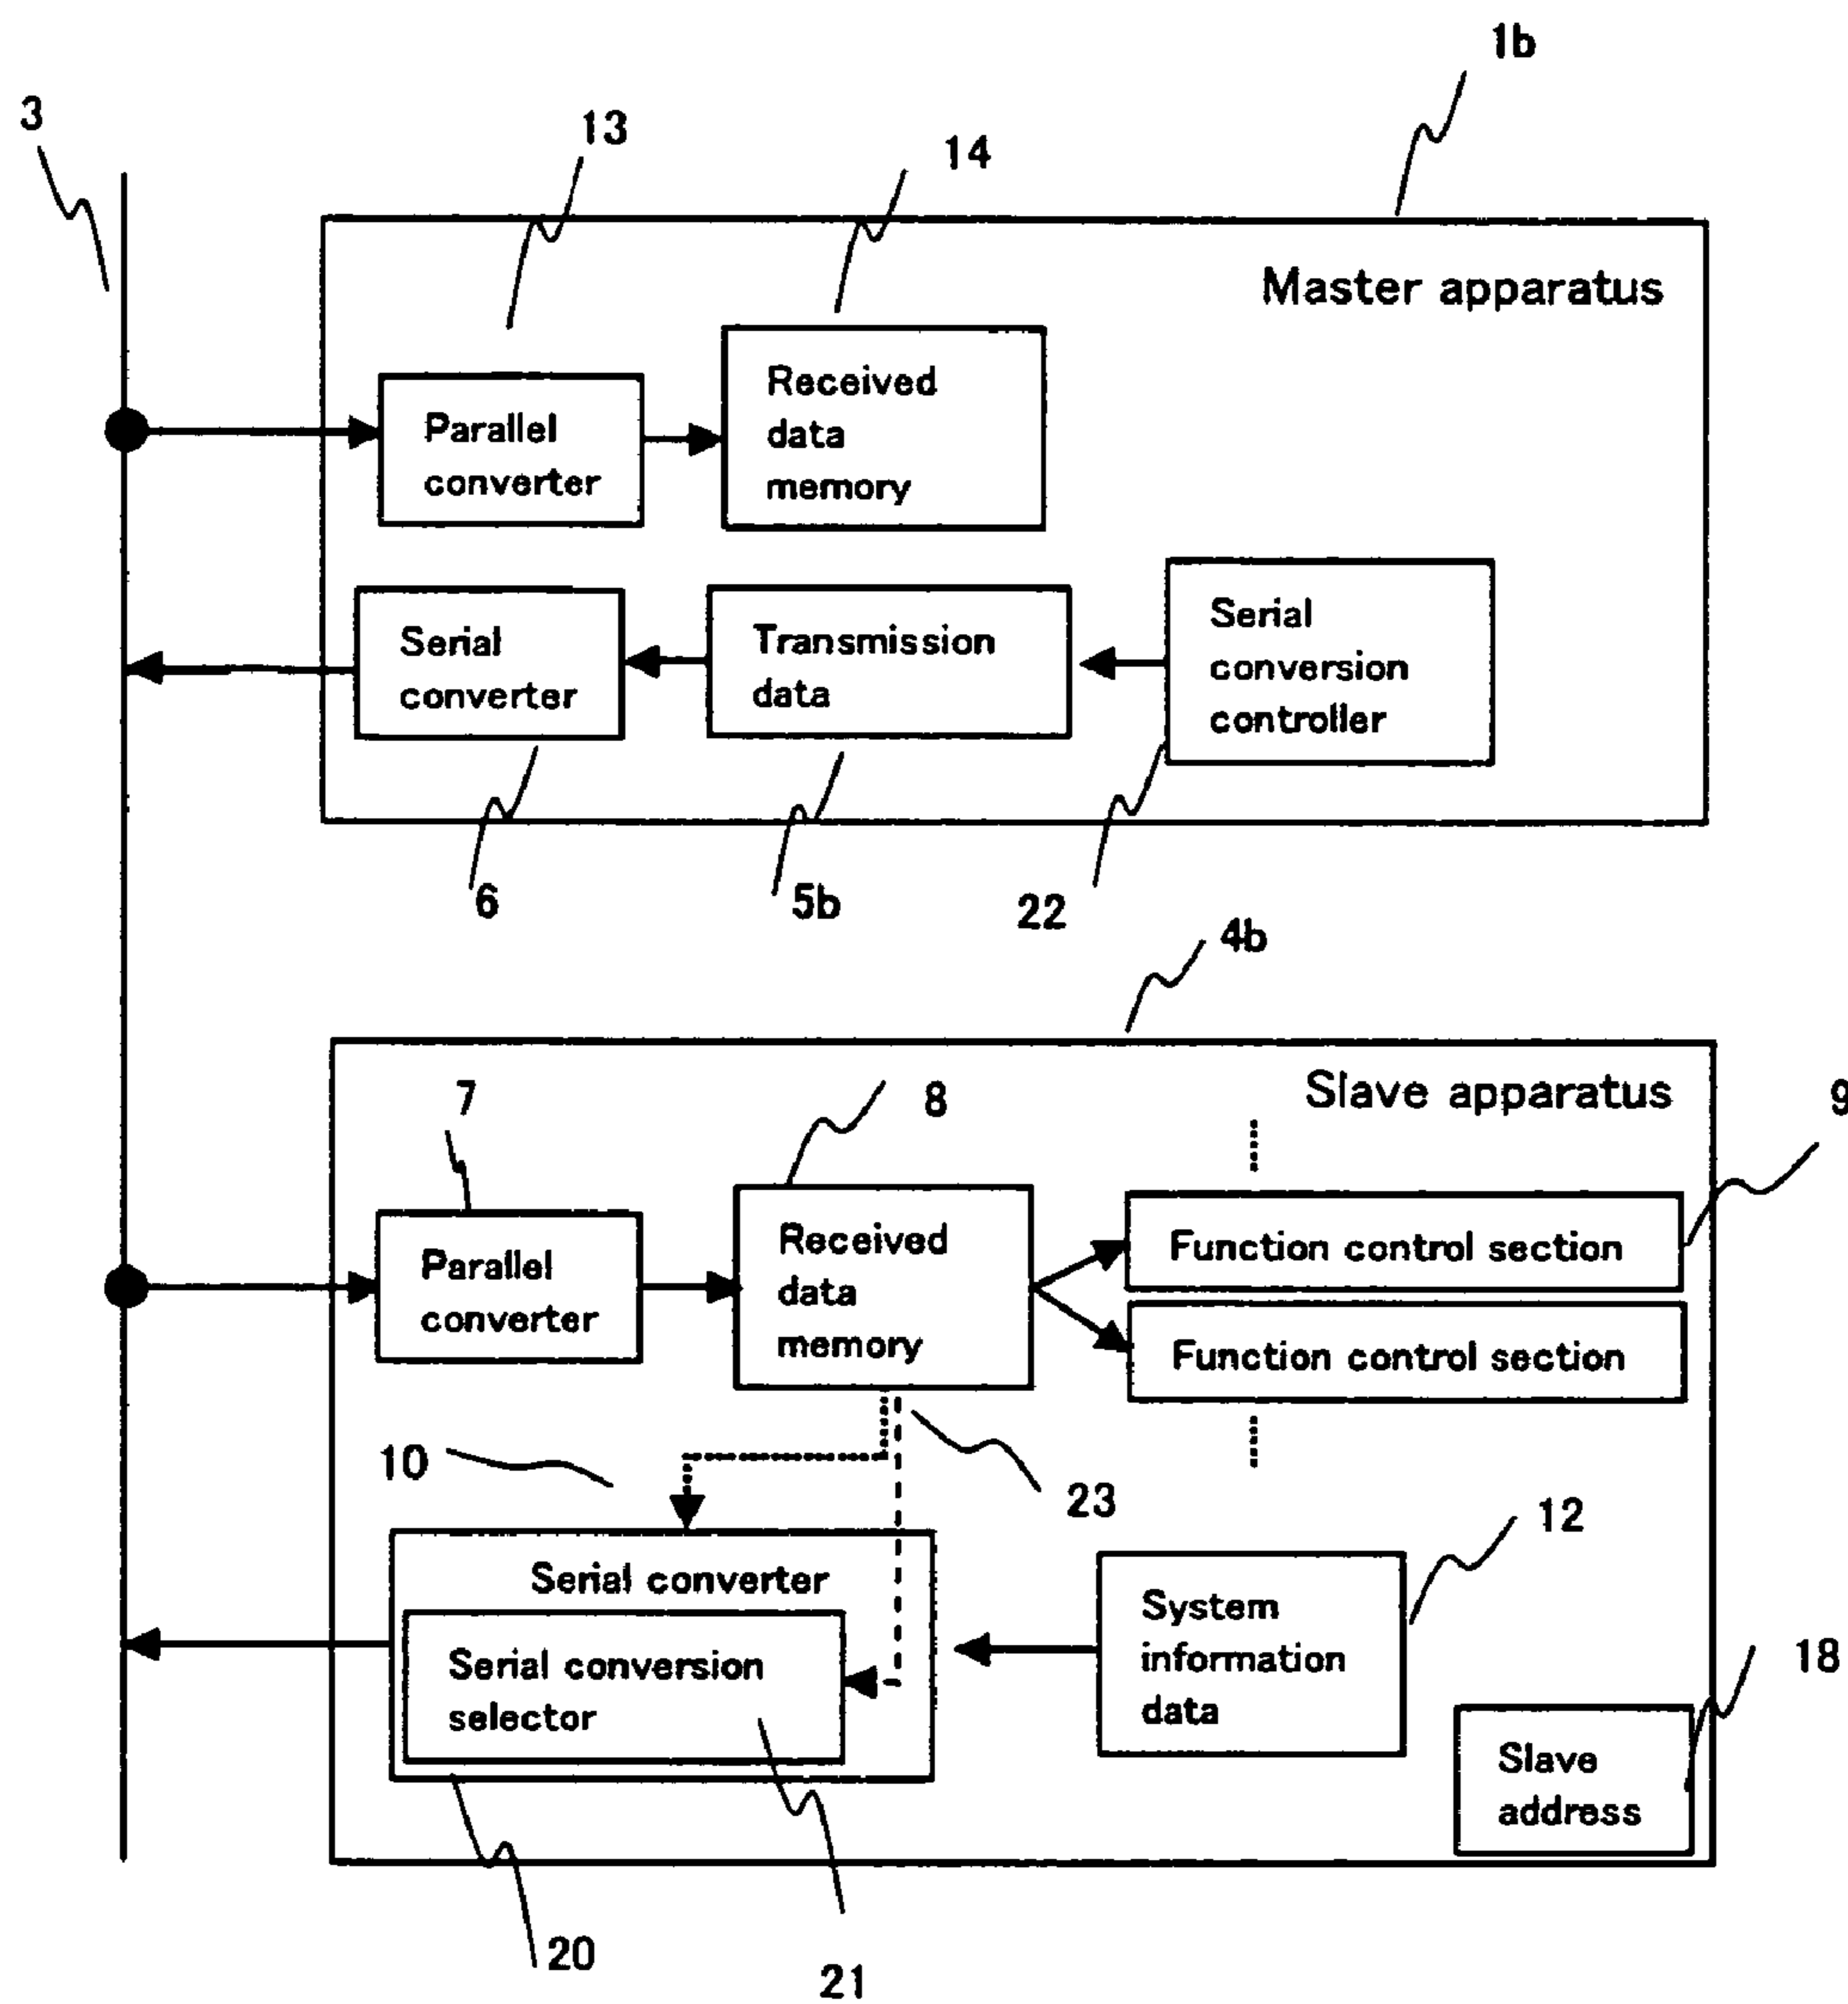 1b
3
13
14
Master apparatus
Parallel
converter
Received
data
memory
Serial
converter
Transmission
data
Serial
conversion
controller
6
5b
22
4b
Slave apparatus
7
8
9
Parallel
converter
Received
data
memory
Function control section
Function control section
10
23
12
Serial converter
Serial conversion
selector
System
information
data
18
Slave
address
20
21